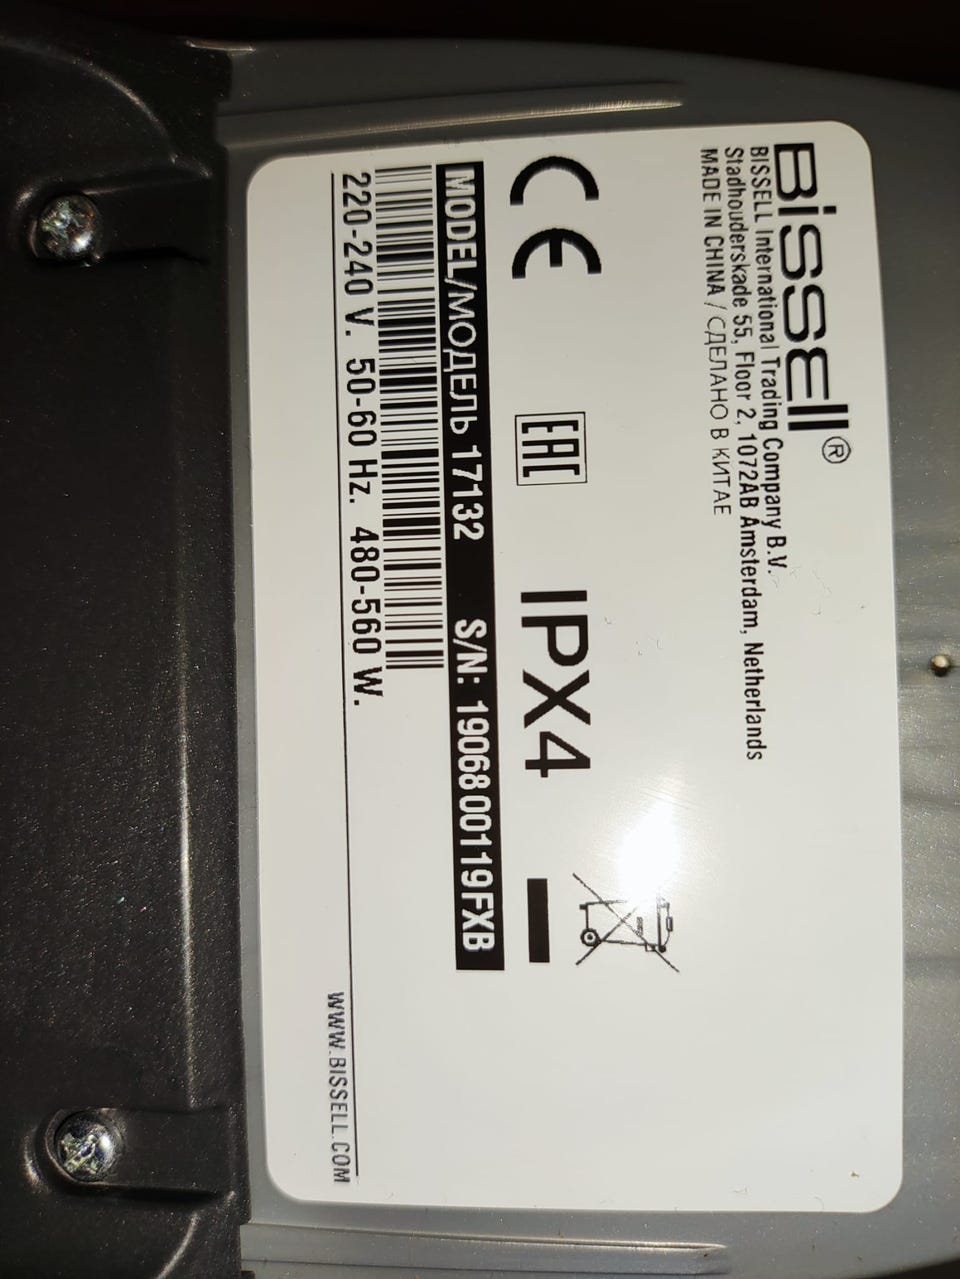 BISSELL®
BISSELL International Trading Company B.V.
Stadhouderskade 55, Floor 2, 1072AB Amsterdam, Netherlands
MADE IN CHINA / СДЕЛАНО В КИТАЕ
CE EAC IPX4
MODEL/МОДЕЛЬ 17132 S/N: 190680119FXB
220-240 V. 50-60 Hz. 480-560 W.
WWW.BISSELL.COM